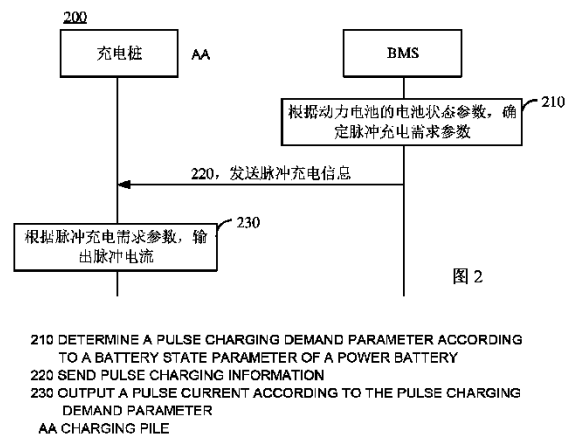 200
充电桩
AA
BMS
根据动力电池的电池状态参数，确
定脉冲充电需求参数
210
220，发送脉冲充电信息
根据脉冲充电需求参数，输
出脉冲电流
230
图2
210 DETERMINE A PULSE CHARGING DEMAND PARAMETER ACCORDING
TO A BATTERY STATE PARAMETER OF A POWER BATTERY
220 SEND PULSE CHARGING INFORMATION
230 OUTPUT A PULSE CURRENT ACCORDING TO THE PULSE CHARGING
DEMAND PARAMETER
AA CHARGING PILE